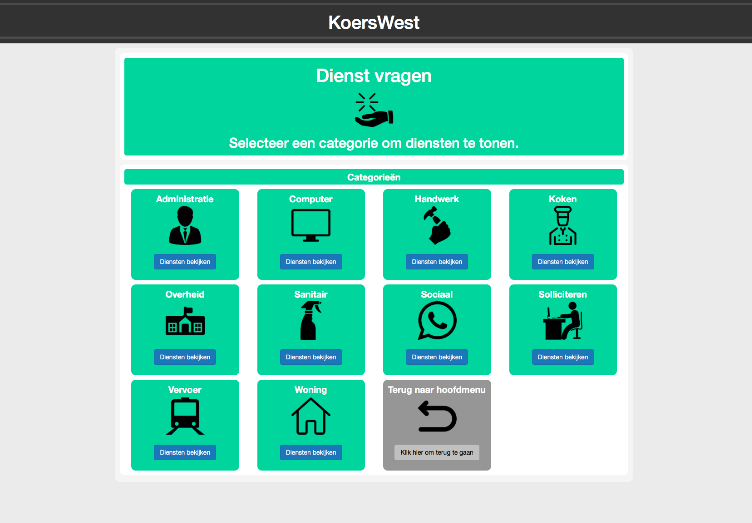 KoersWest
Dienst vragen
Selecteer een categorie om diensten te tonen.
Categorieën
Administratie
Computer
Handwerk
Koken
Diensten bekijken
Diensten bekijken
Diensten bekijken
Diensten bekijken
Overheid
Sanitair
Sociaal
Solliciteren
Diensten bekijken
Diensten bekijken
Diensten bekijken
Diensten bekijken
Vervoer
Woning
Terug naar hoofdmenu
Diensten bekijken
Diensten bekijken
Klik hier om terug te gaan